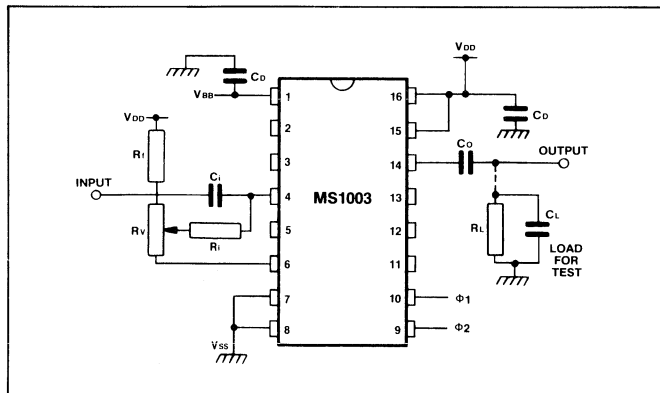 VDD
CD
VBB
1
16
VDD
CD
2
15
Rf
Ci
3
14
CO
OUTPUT
INPUT
4
MS1003
13
RV
Ri
5
12
RL
CL
6
11
LOAD
FOR
TEST
7
10
Φ1
8
9
Φ2
VSS